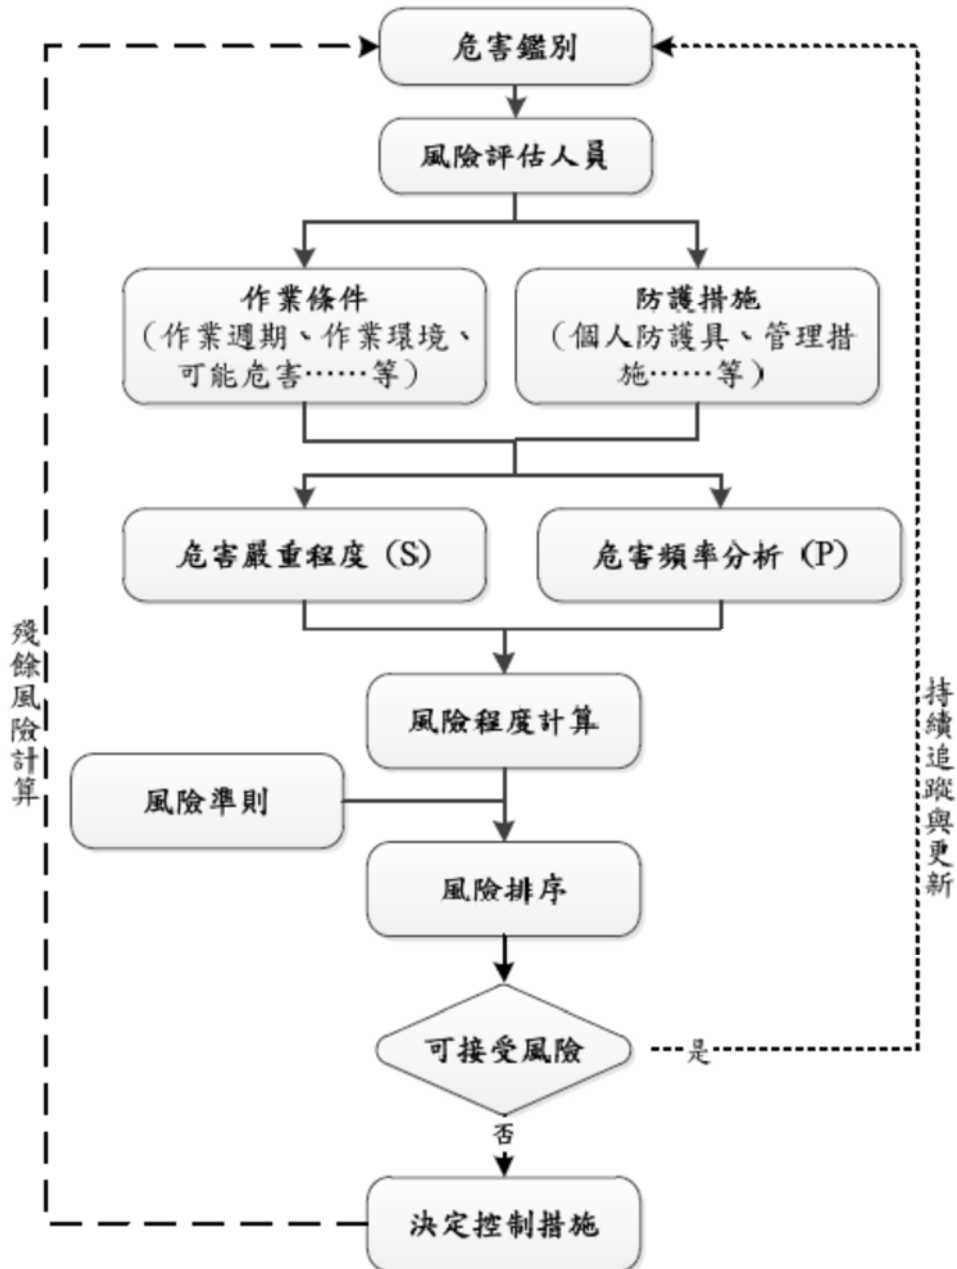 危害鑑別
風險評估人員
作業條件
（作業週期、作業環境、
可能危害……等）
防護措施
（個人防護具、管理措
施……等）
危害嚴重程度（S）
危害頻率分析（P）
風險程度計算
風險準則
風險排序
可接受風險
是
否
決定控制措施
殘餘風險計算
持續追蹤與更新